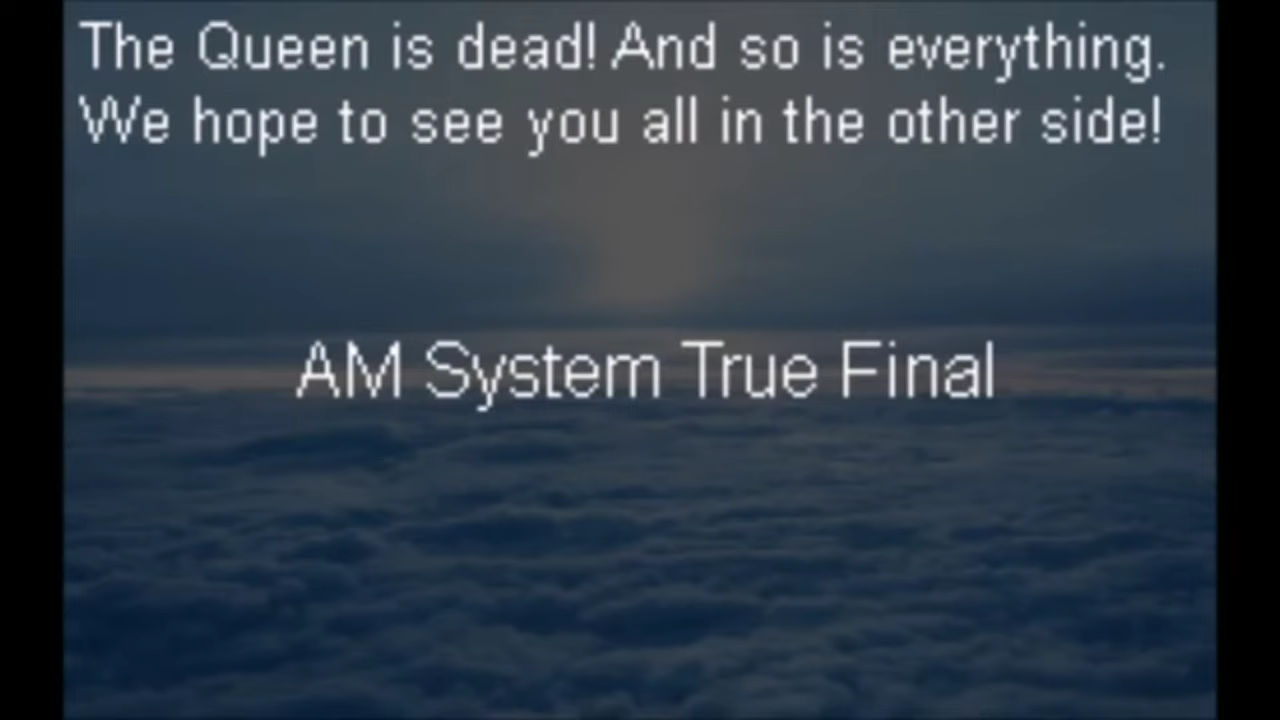 The Queen is dead! And so is everything.
We hope to see you all in the other side!
AM System True Final